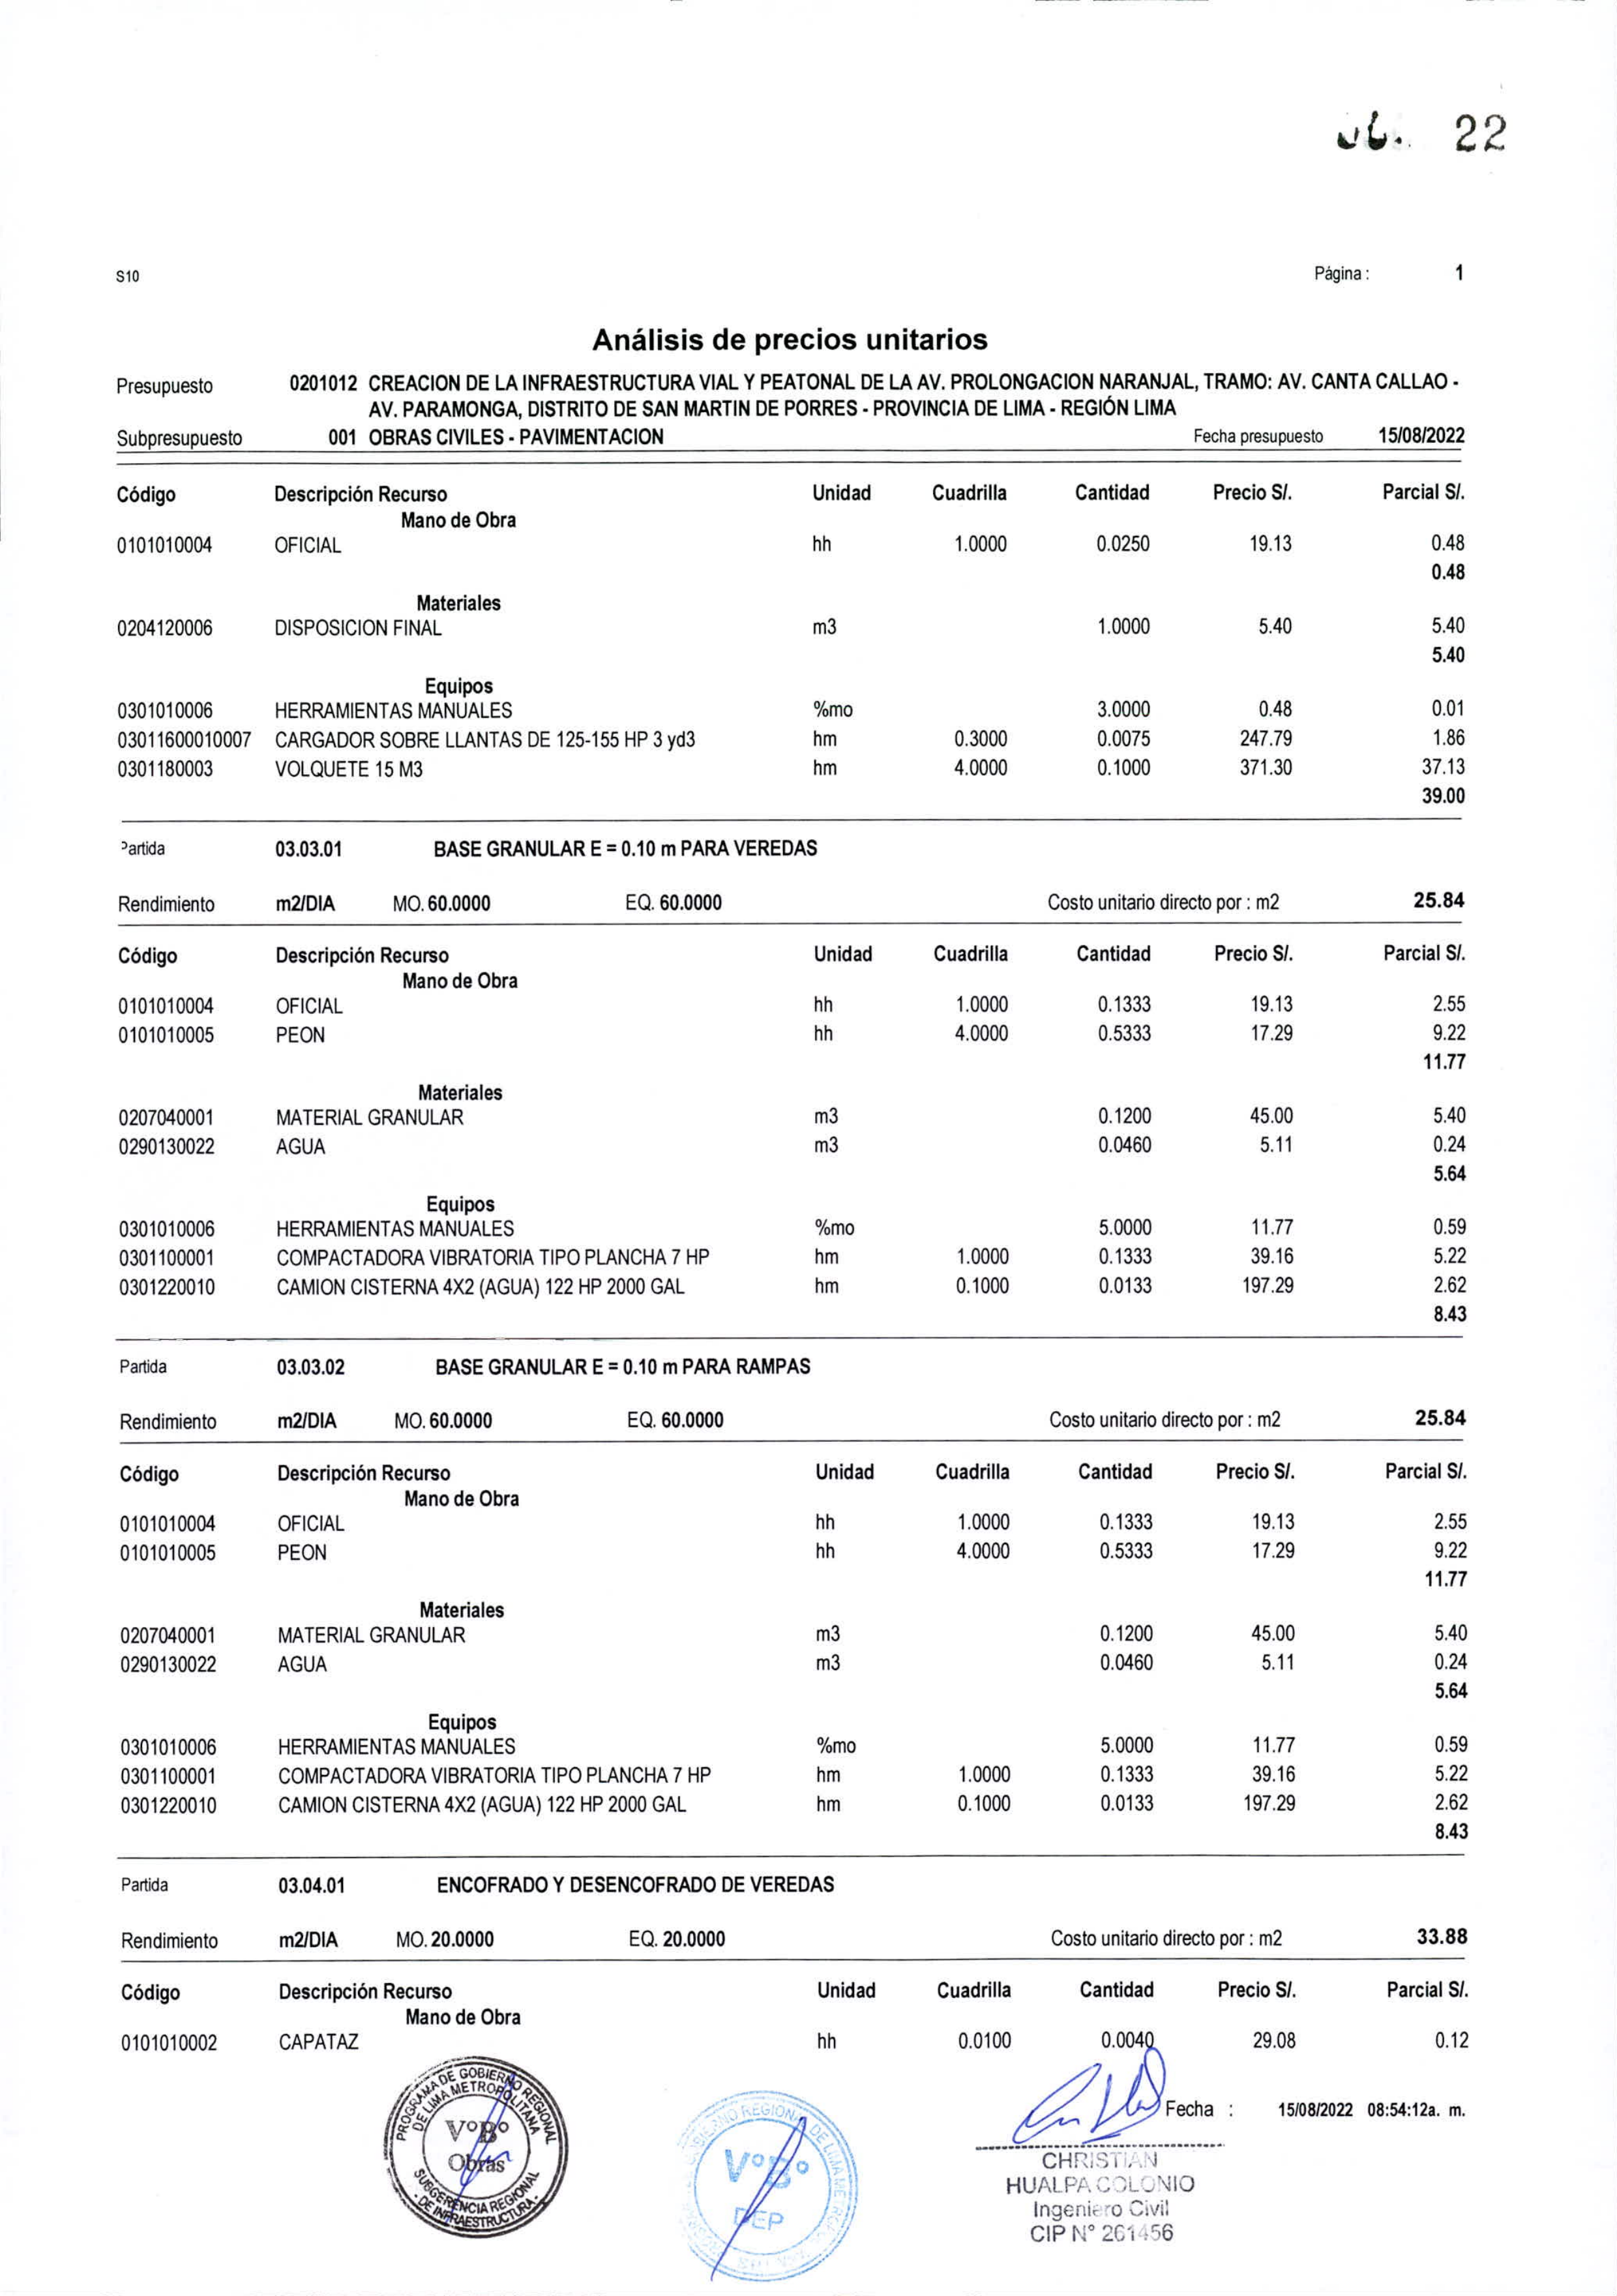 22
S10 Página : 1
Análisis de precios unitarios
Presupuesto 0201012 CREACION DE LA INFRAESTRUCTURA VIAL Y PEATONAL DE LA AV. PROLONGACION NARANJAL, TRAMO: AV. CANTA CALLAO -
AV. PARAMONGA, DISTRITO DE SAN MARTIN DE PORRES - PROVINCIA DE LIMA - REGIÓN LIMA
Subpresupuesto 001 OBRAS CIVILES - PAVIMENTACION Fecha presupuesto 15/08/2022
Código Descripción Recurso Unidad Cuadrilla Cantidad Precio S/. Parcial S/.
Mano de Obra
0101010004 OFICIAL hh 1.0000 0.0250 19.13 0.48
0.48
Materiales
0204120006 DISPOSICION FINAL m3 1.0000 5.40 5.40
5.40
Equipos
0301010006 HERRAMIENTAS MANUALES %mo 3.0000 0.48 0.01
03011600010007 CARGADOR SOBRE LLANTAS DE 125-155 HP 3 yd3 hm 0.3000 0.0075 247.79 1.86
0301180003 VOLQUETE 15 M3 hm 4.0000 0.1000 371.30 37.13
39.00
Partida 03.03.01 BASE GRANULAR E = 0.10 m PARA VEREDAS
Rendimiento m2/DIA MO. 60.0000 EQ. 60.0000 Costo unitario directo por : m2 25.84
Código Descripción Recurso Unidad Cuadrilla Cantidad Precio S/. Parcial S/.
Mano de Obra
0101010004 OFICIAL hh 1.0000 0.1333 19.13 2.55
0101010005 PEON hh 4.0000 0.5333 17.29 9.22
11.77
Materiales
0207040001 MATERIAL GRANULAR m3 0.1200 45.00 5.40
0290130022 AGUA m3 0.0460 5.11 0.24
5.64
Equipos
0301010006 HERRAMIENTAS MANUALES %mo 5.0000 11.77 0.59
0301100001 COMPACTADORA VIBRATORIA TIPO PLANCHA 7 HP hm 1.0000 0.1333 39.16 5.22
0301220010 CAMION CISTERNA 4X2 (AGUA) 122 HP 2000 GAL hm 0.1000 0.0133 197.29 2.62
8.43
Partida 03.03.02 BASE GRANULAR E = 0.10 m PARA RAMPAS
Rendimiento m2/DIA MO. 60.0000 EQ. 60.0000 Costo unitario directo por : m2 25.84
Código Descripción Recurso Unidad Cuadrilla Cantidad Precio S/. Parcial S/.
Mano de Obra
0101010004 OFICIAL hh 1.0000 0.1333 19.13 2.55
0101010005 PEON hh 4.0000 0.5333 17.29 9.22
11.77
Materiales
0207040001 MATERIAL GRANULAR m3 0.1200 45.00 5.40
0290130022 AGUA m3 0.0460 5.11 0.24
5.64
Equipos
0301010006 HERRAMIENTAS MANUALES %mo 5.0000 11.77 0.59
0301100001 COMPACTADORA VIBRATORIA TIPO PLANCHA 7 HP hm 1.0000 0.1333 39.16 5.22
0301220010 CAMION CISTERNA 4X2 (AGUA) 122 HP 2000 GAL hm 0.1000 0.0133 197.29 2.62
8.43
Partida 03.04.01 ENCOFRADO Y DESENCOFRADO DE VEREDAS
Rendimiento m2/DIA MO. 20.0000 EQ. 20.0000 Costo unitario directo por : m2 33.88
Código Descripción Recurso Unidad Cuadrilla Cantidad Precio S/. Parcial S/.
Mano de Obra
0101010002 CAPATAZ hh 0.0100 0.0040 29.08 0.12
PROGRAMA DE GOBIERNO REGIONAL
DE LIMA METROPOLITANA
V°B°
Obras
SUBGERENCIA REGIONAL
DE INFRAESTRUCTURA
REGIONAL DE LIMA
V°B°
DEP
Fecha : 15/08/2022 08:54:12a. m.
CHRISTIAN
HUALPA COLONIO
Ingeniero Civil
CIP N° 261456